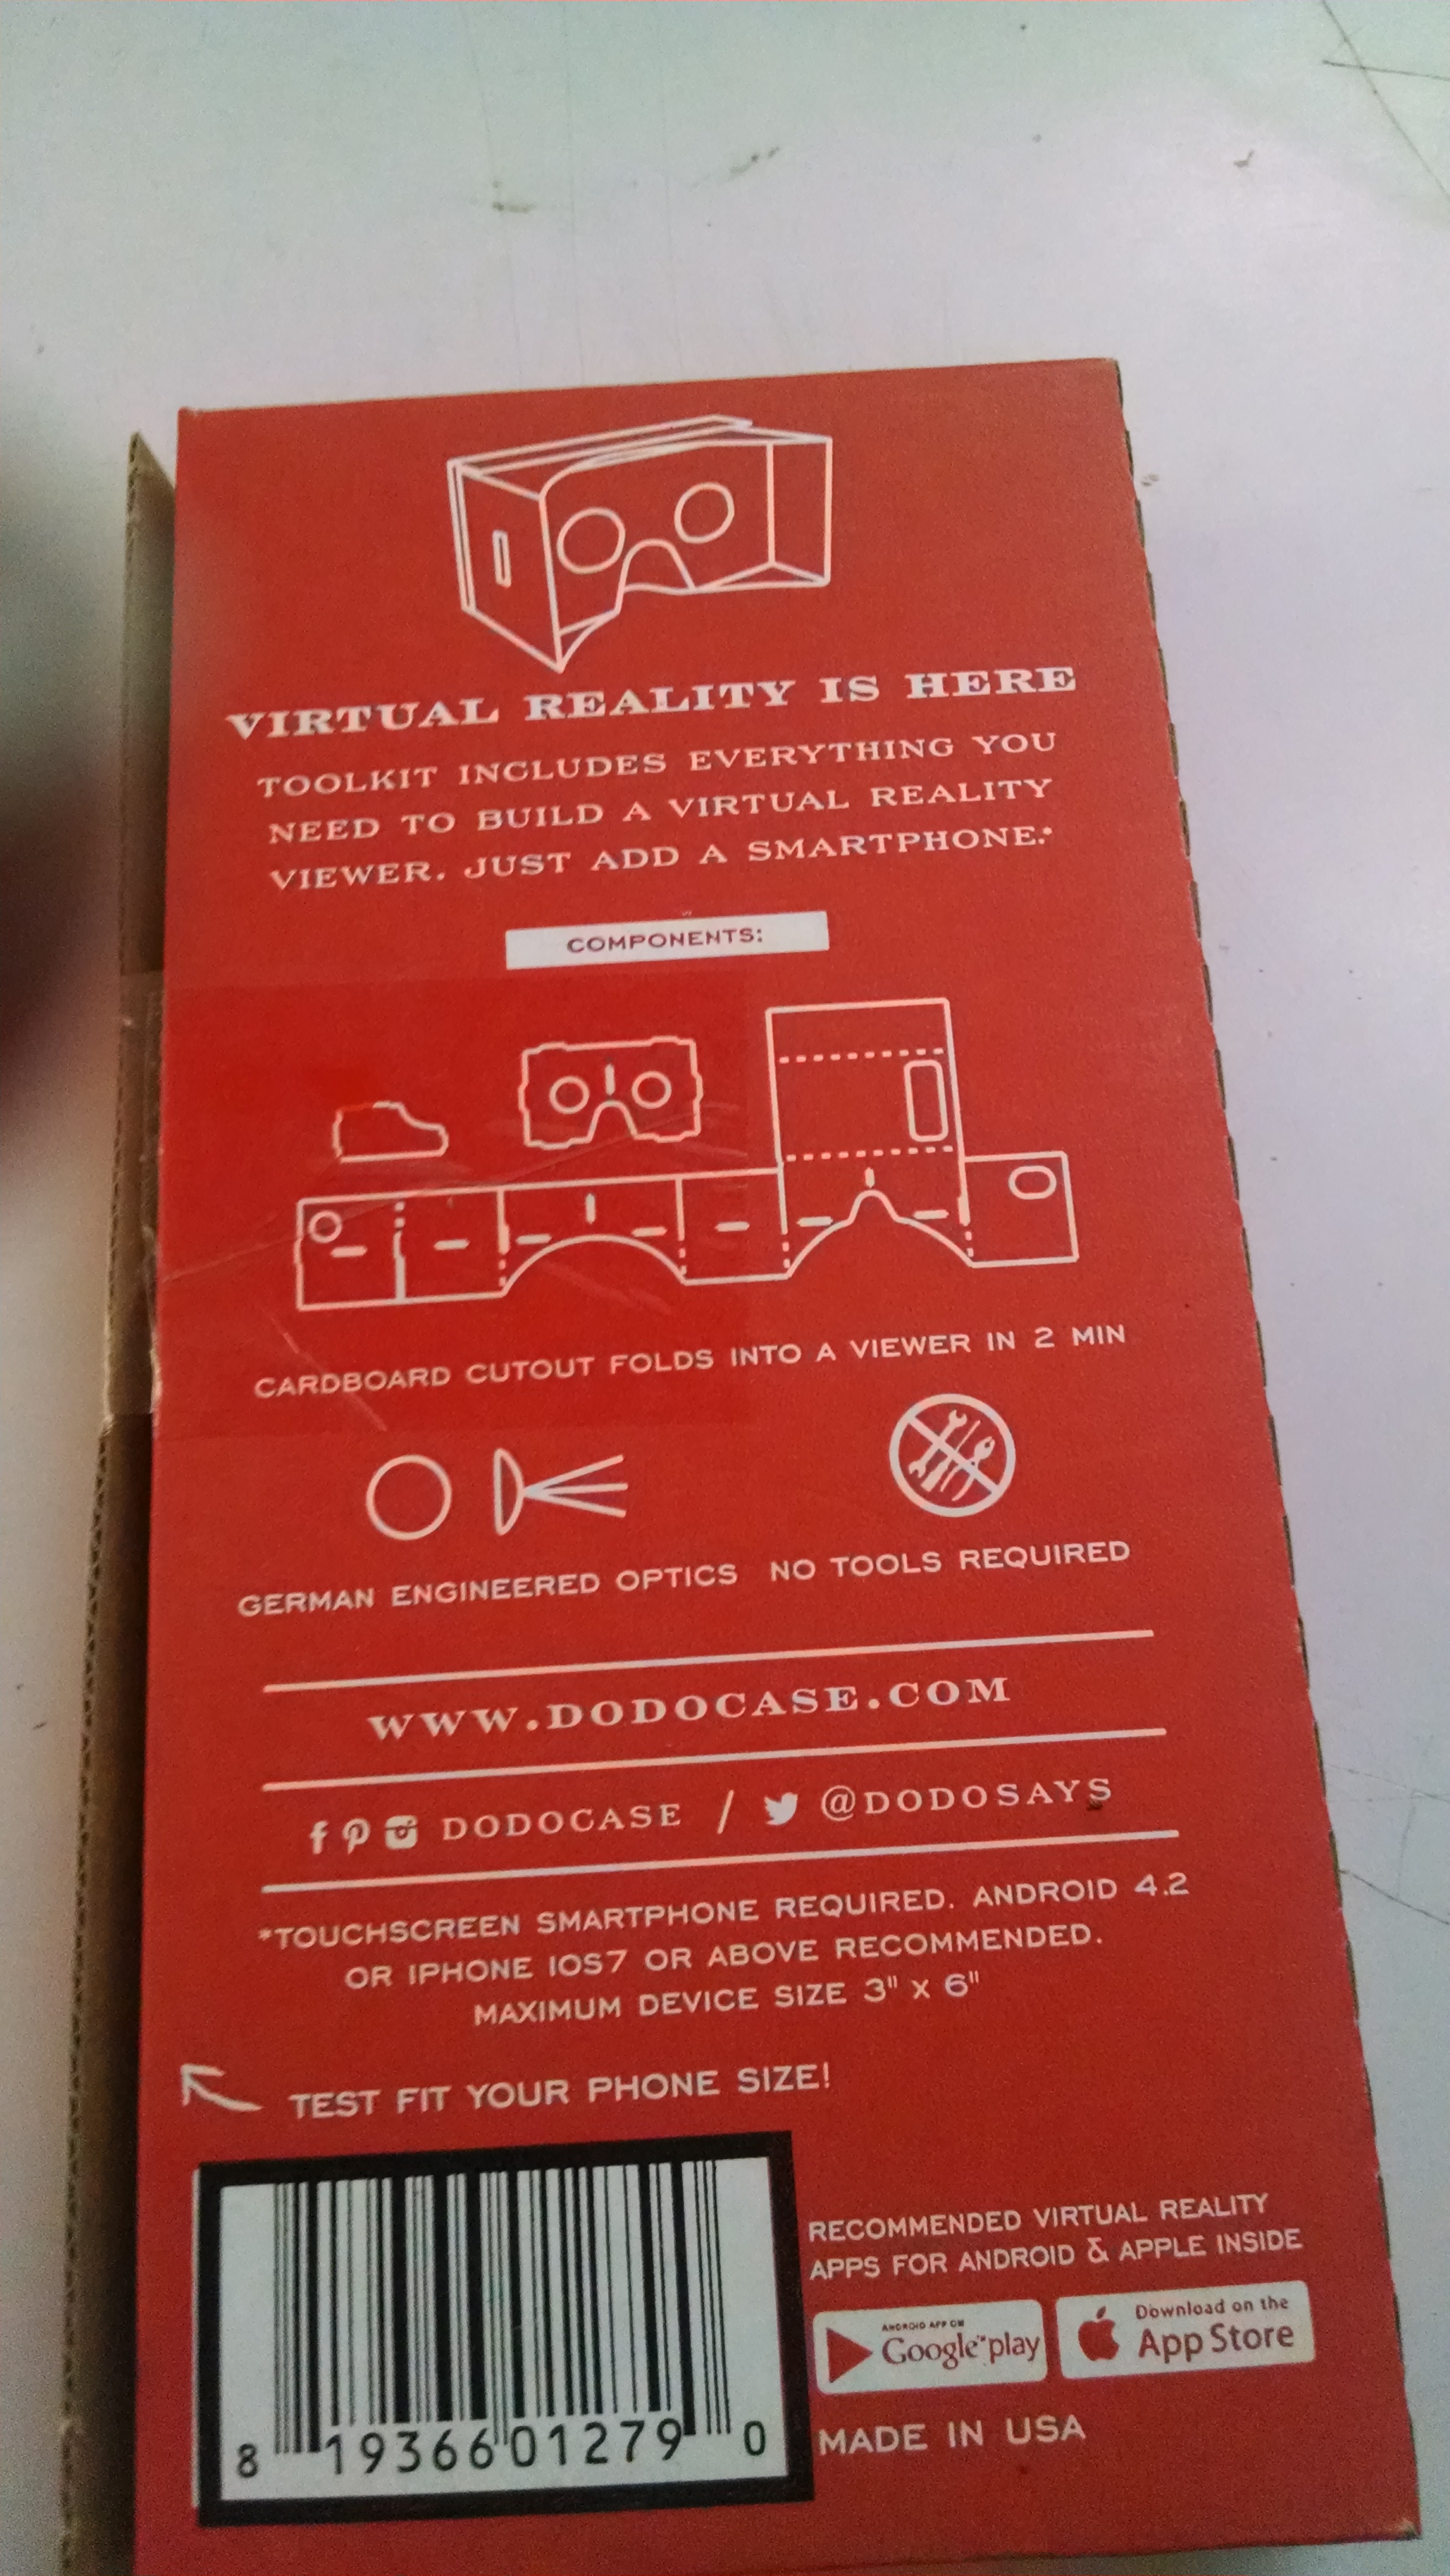 VIRTUAL REALITY IS HERE
TOOLKIT INCLUDES EVERYTHING YOU
NEED TO BUILD A VIRTUAL REALITY
VIEWER. JUST ADD A SMARTPHONE.*
COMPONENTS:
CARDBOARD CUTOUT FOLDS INTO A VIEWER IN 2 MIN
GERMAN ENGINEERED OPTICS NO TOOLS REQUIRED
WWW.DODOCASE.COM
DODOCASE / @DODOSAYS
*TOUCHSCREEN SMARTPHONE REQUIRED. ANDROID 4.2
OR IPHONE IOS7 OR ABOVE RECOMMENDED.
MAXIMUM DEVICE SIZE 3" X 6"
TEST FIT YOUR PHONE SIZE!
RECOMMENDED VIRTUAL REALITY
APPS FOR ANDROID & APPLE INSIDE
ANDROID APP ON
Google play
Download on the
App Store
MADE IN USA
8 19366 01279 0